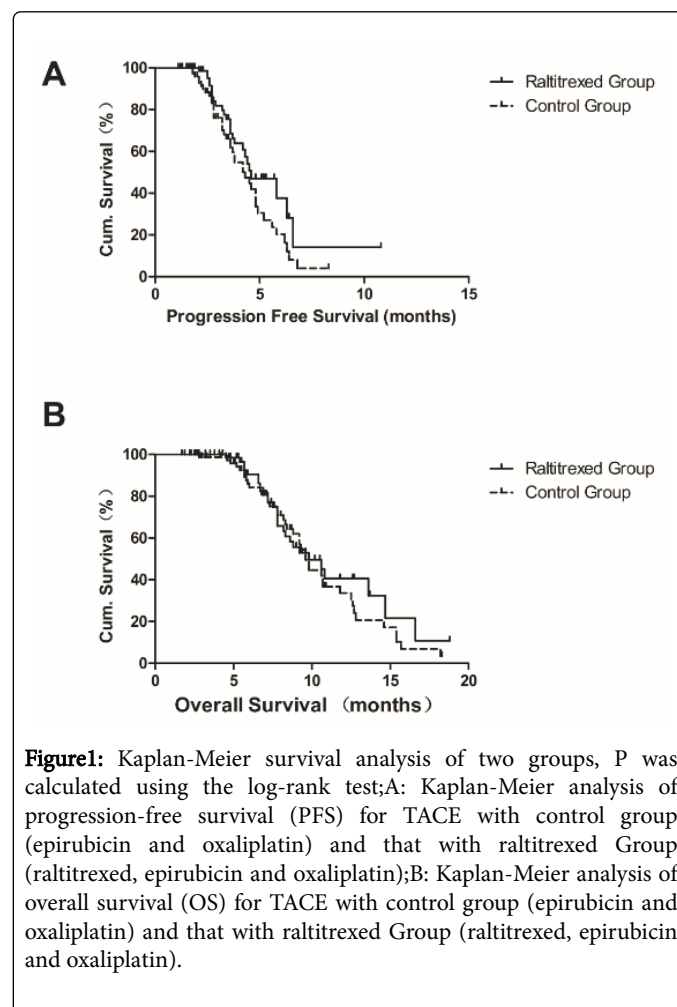 A
Cum. Survival (%)
100
80
60
40
20
0
0 5 10 15
Progression Free Survival (months)
Raltitrexed Group
Control Group
B
Cum. Survival (%)
100
80
60
40
20
0
0 5 10 15 20
Overall Survival (months)
Raltitrexed Group
Control Group
Figure1: Kaplan-Meier survival analysis of two groups, P was
calculated using the log-rank test;A: Kaplan-Meier analysis of
progression-free survival (PFS) for TACE with control group
(epirubicin and oxaliplatin) and that with raltitrexed Group
(raltitrexed, epirubicin and oxaliplatin);B: Kaplan-Meier analysis of
overall survival (OS) for TACE with control group (epirubicin and
oxaliplatin) and that with raltitrexed Group (raltitrexed, epirubicin
and oxaliplatin).